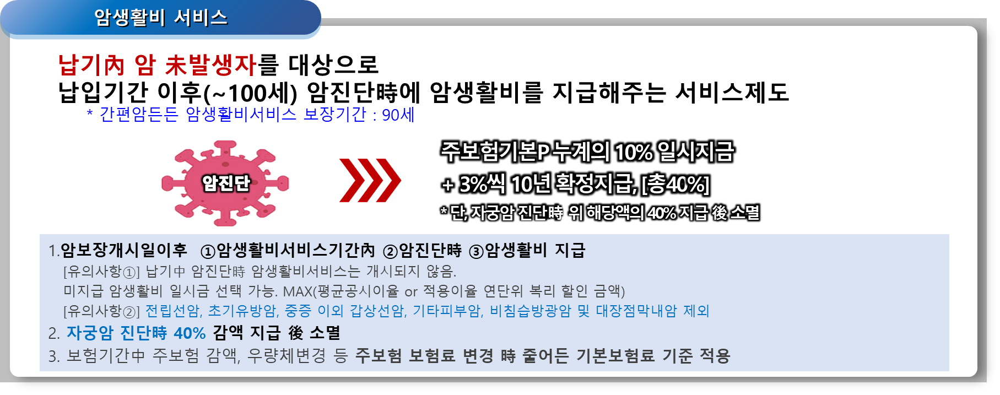 암생활비 서비스
납기內 암 未발생자를 대상으로
납입기간 이후(~100세) 암진단時에 암생활비를 지급해주는 서비스제도
* 간편암든든 암생활비서비스 보장기간 : 90세
암진단
주보험기본P 누계의 10% 일시지급
+ 3%씩 10년 확정지급, [총40%]
* 단, 자궁암 진단時 위 해당액의 40% 지급 後 소멸
1.암보장개시일이후 ①암생활비서비스기간內 ②암진단時 ③암생활비 지급
[유의사항①] 납기中 암진단時 암생활비서비스는 개시되지 않음.
미지급 암생활비 일시금 선택 가능. MAX(평균공시이율 or 적용이율 연단위 복리 할인 금액)
[유의사항②] 전립선암, 초기유방암, 중증 이외 갑상선암, 기타피부암, 비침습방광암 및 대장점막내암 제외
2. 자궁암 진단時 40% 감액 지급 後 소멸
3. 보험기간中 주보험 감액, 우량체변경 등 주보험 보험료 변경 時 줄어든 기본보험료 기준 적용